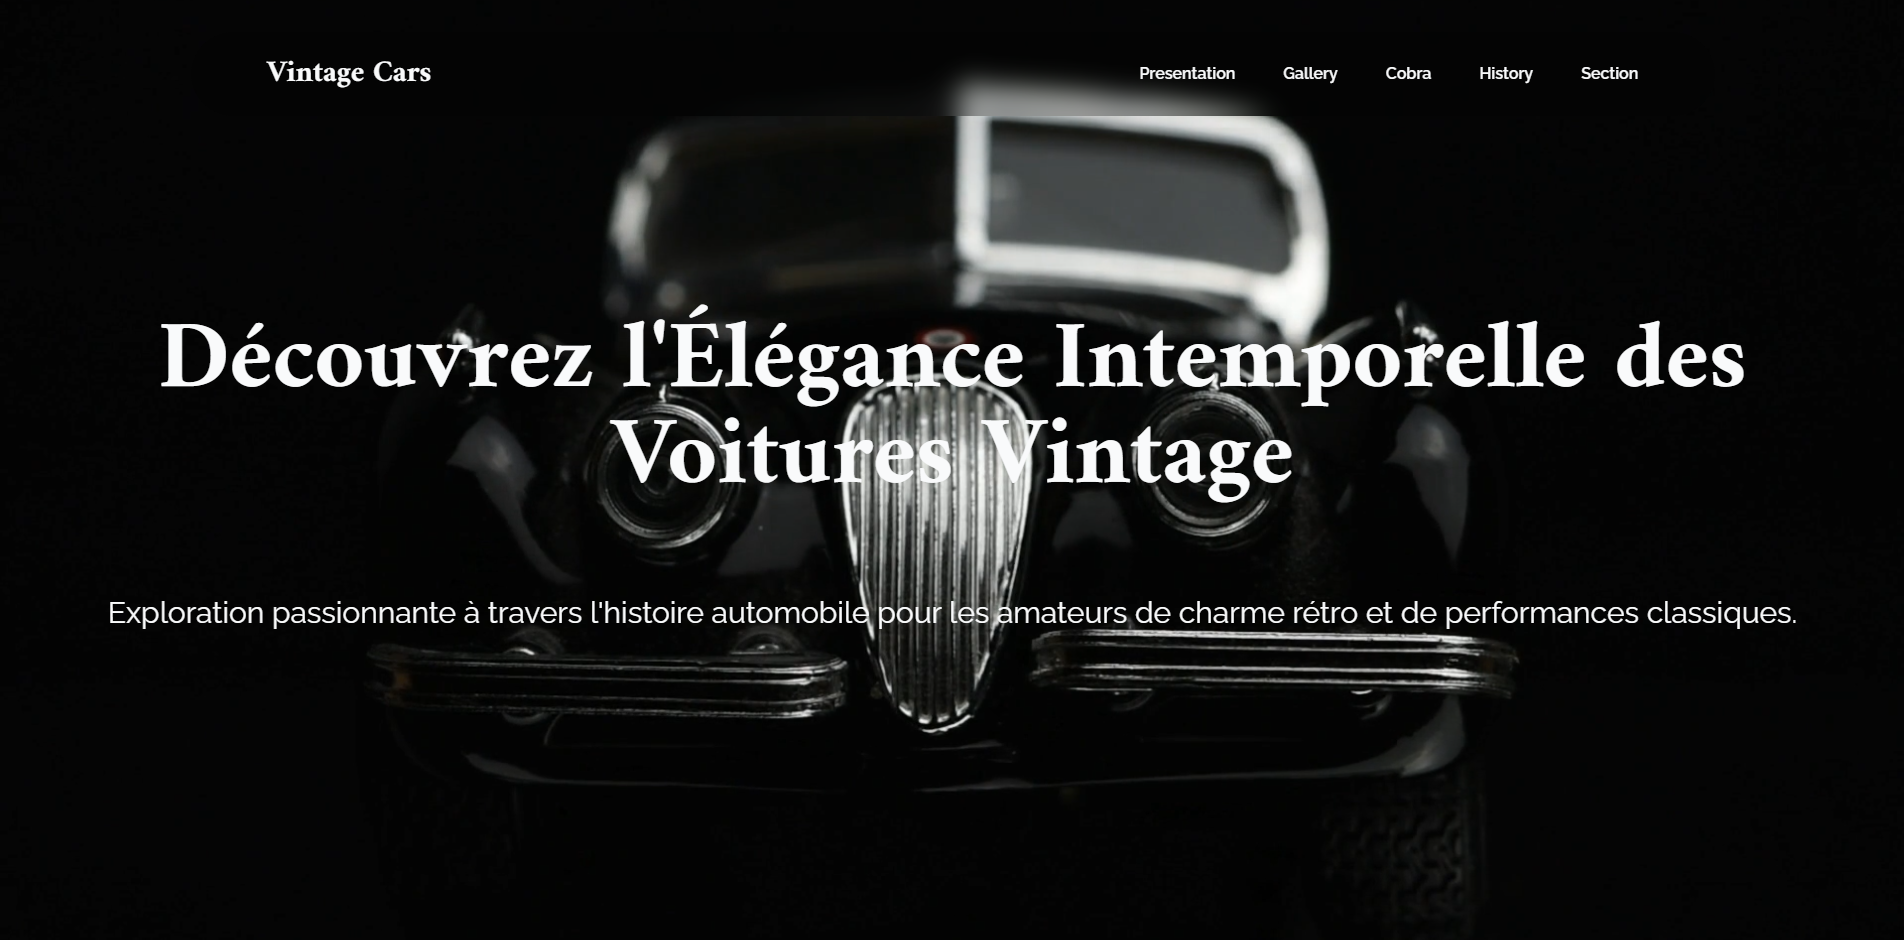 Vintage Cars
Presentation Gallery Cobra History Section
Découvrez l'Élégance Intemporelle des
Voitures Vintage
Exploration passionnante à travers l'histoire automobile pour les amateurs de charme rétro et de performances classiques.